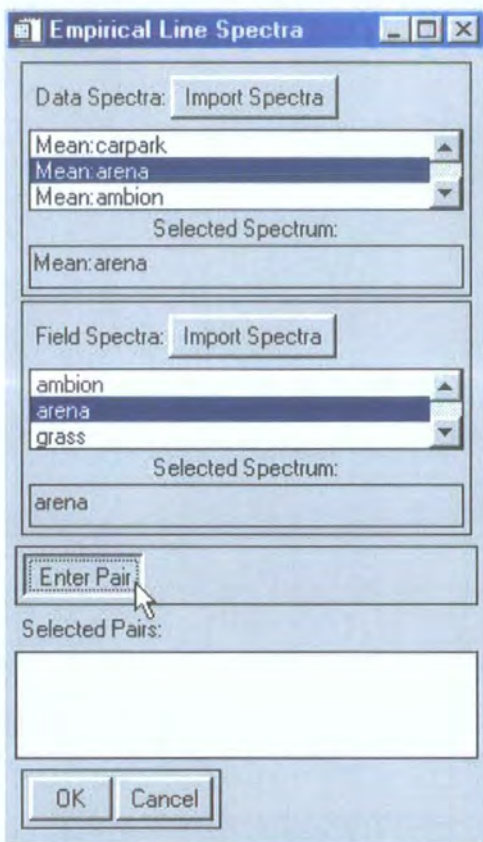 Empirical Line Spectra
Data Spectra: Import Spectra
Mean:carpark
Mean:arena
Mean:ambion
Selected Spectrum:
Mean:arena
Field Spectra: Import Spectra
ambion
arena
grass
Selected Spectrum:
arena
Enter Pair
Selected Pairs:
OK Cancel